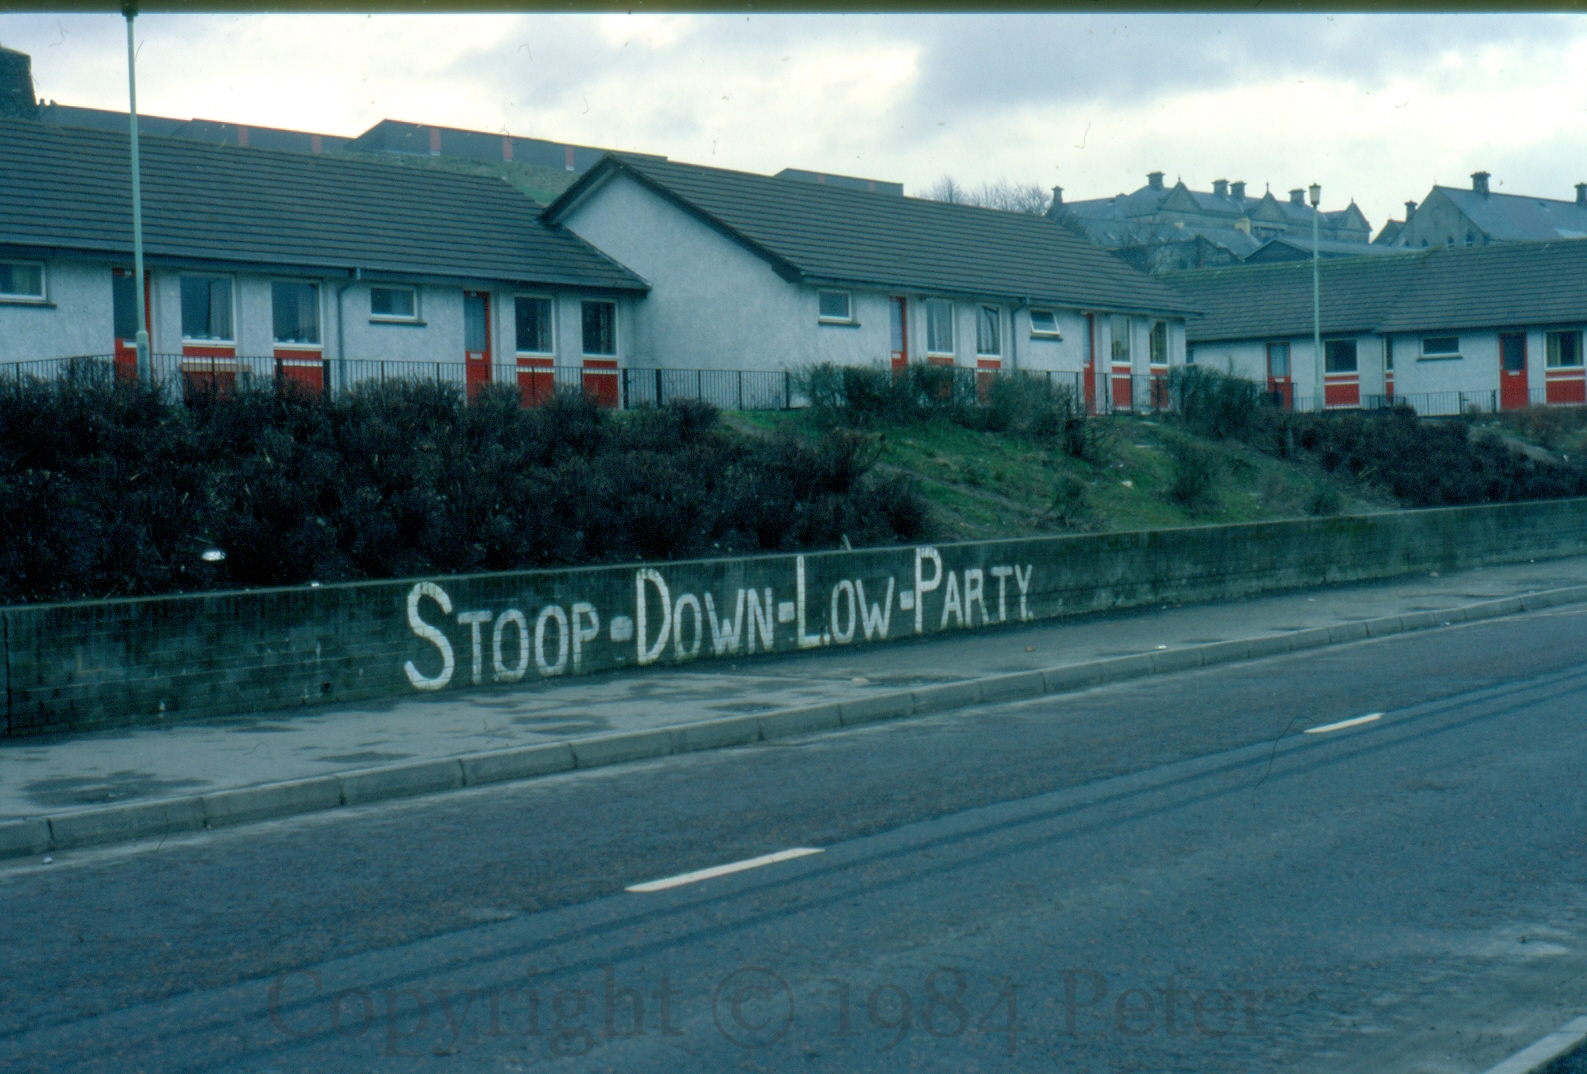 STOOP-DOWN-LOW-PARTY.
Copyright © 1984 Peter